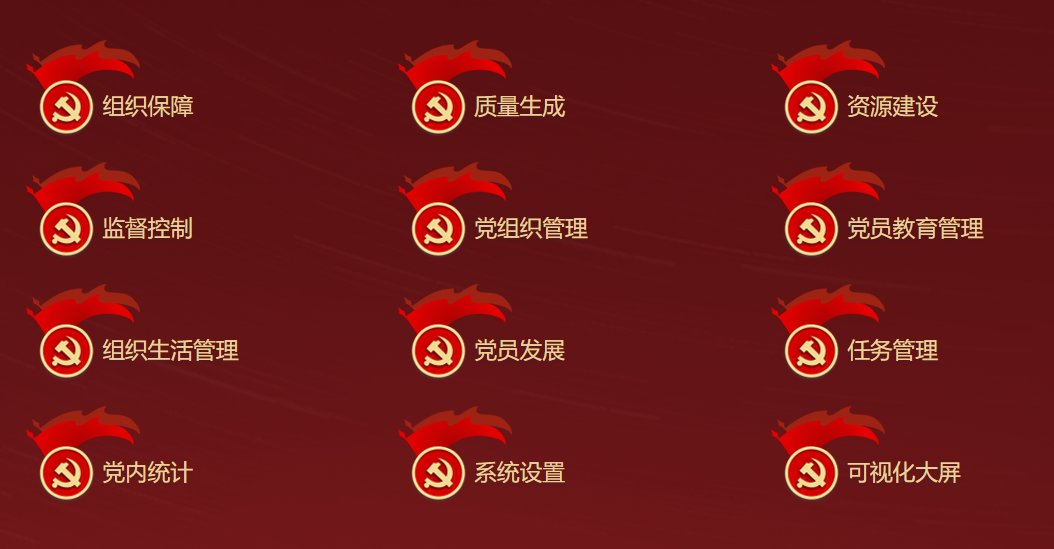 组织保障
质量生成
资源建设
监督控制
党组织管理
党员教育管理
组织生活管理
党员发展
任务管理
党内统计
系统设置
可视化大屏